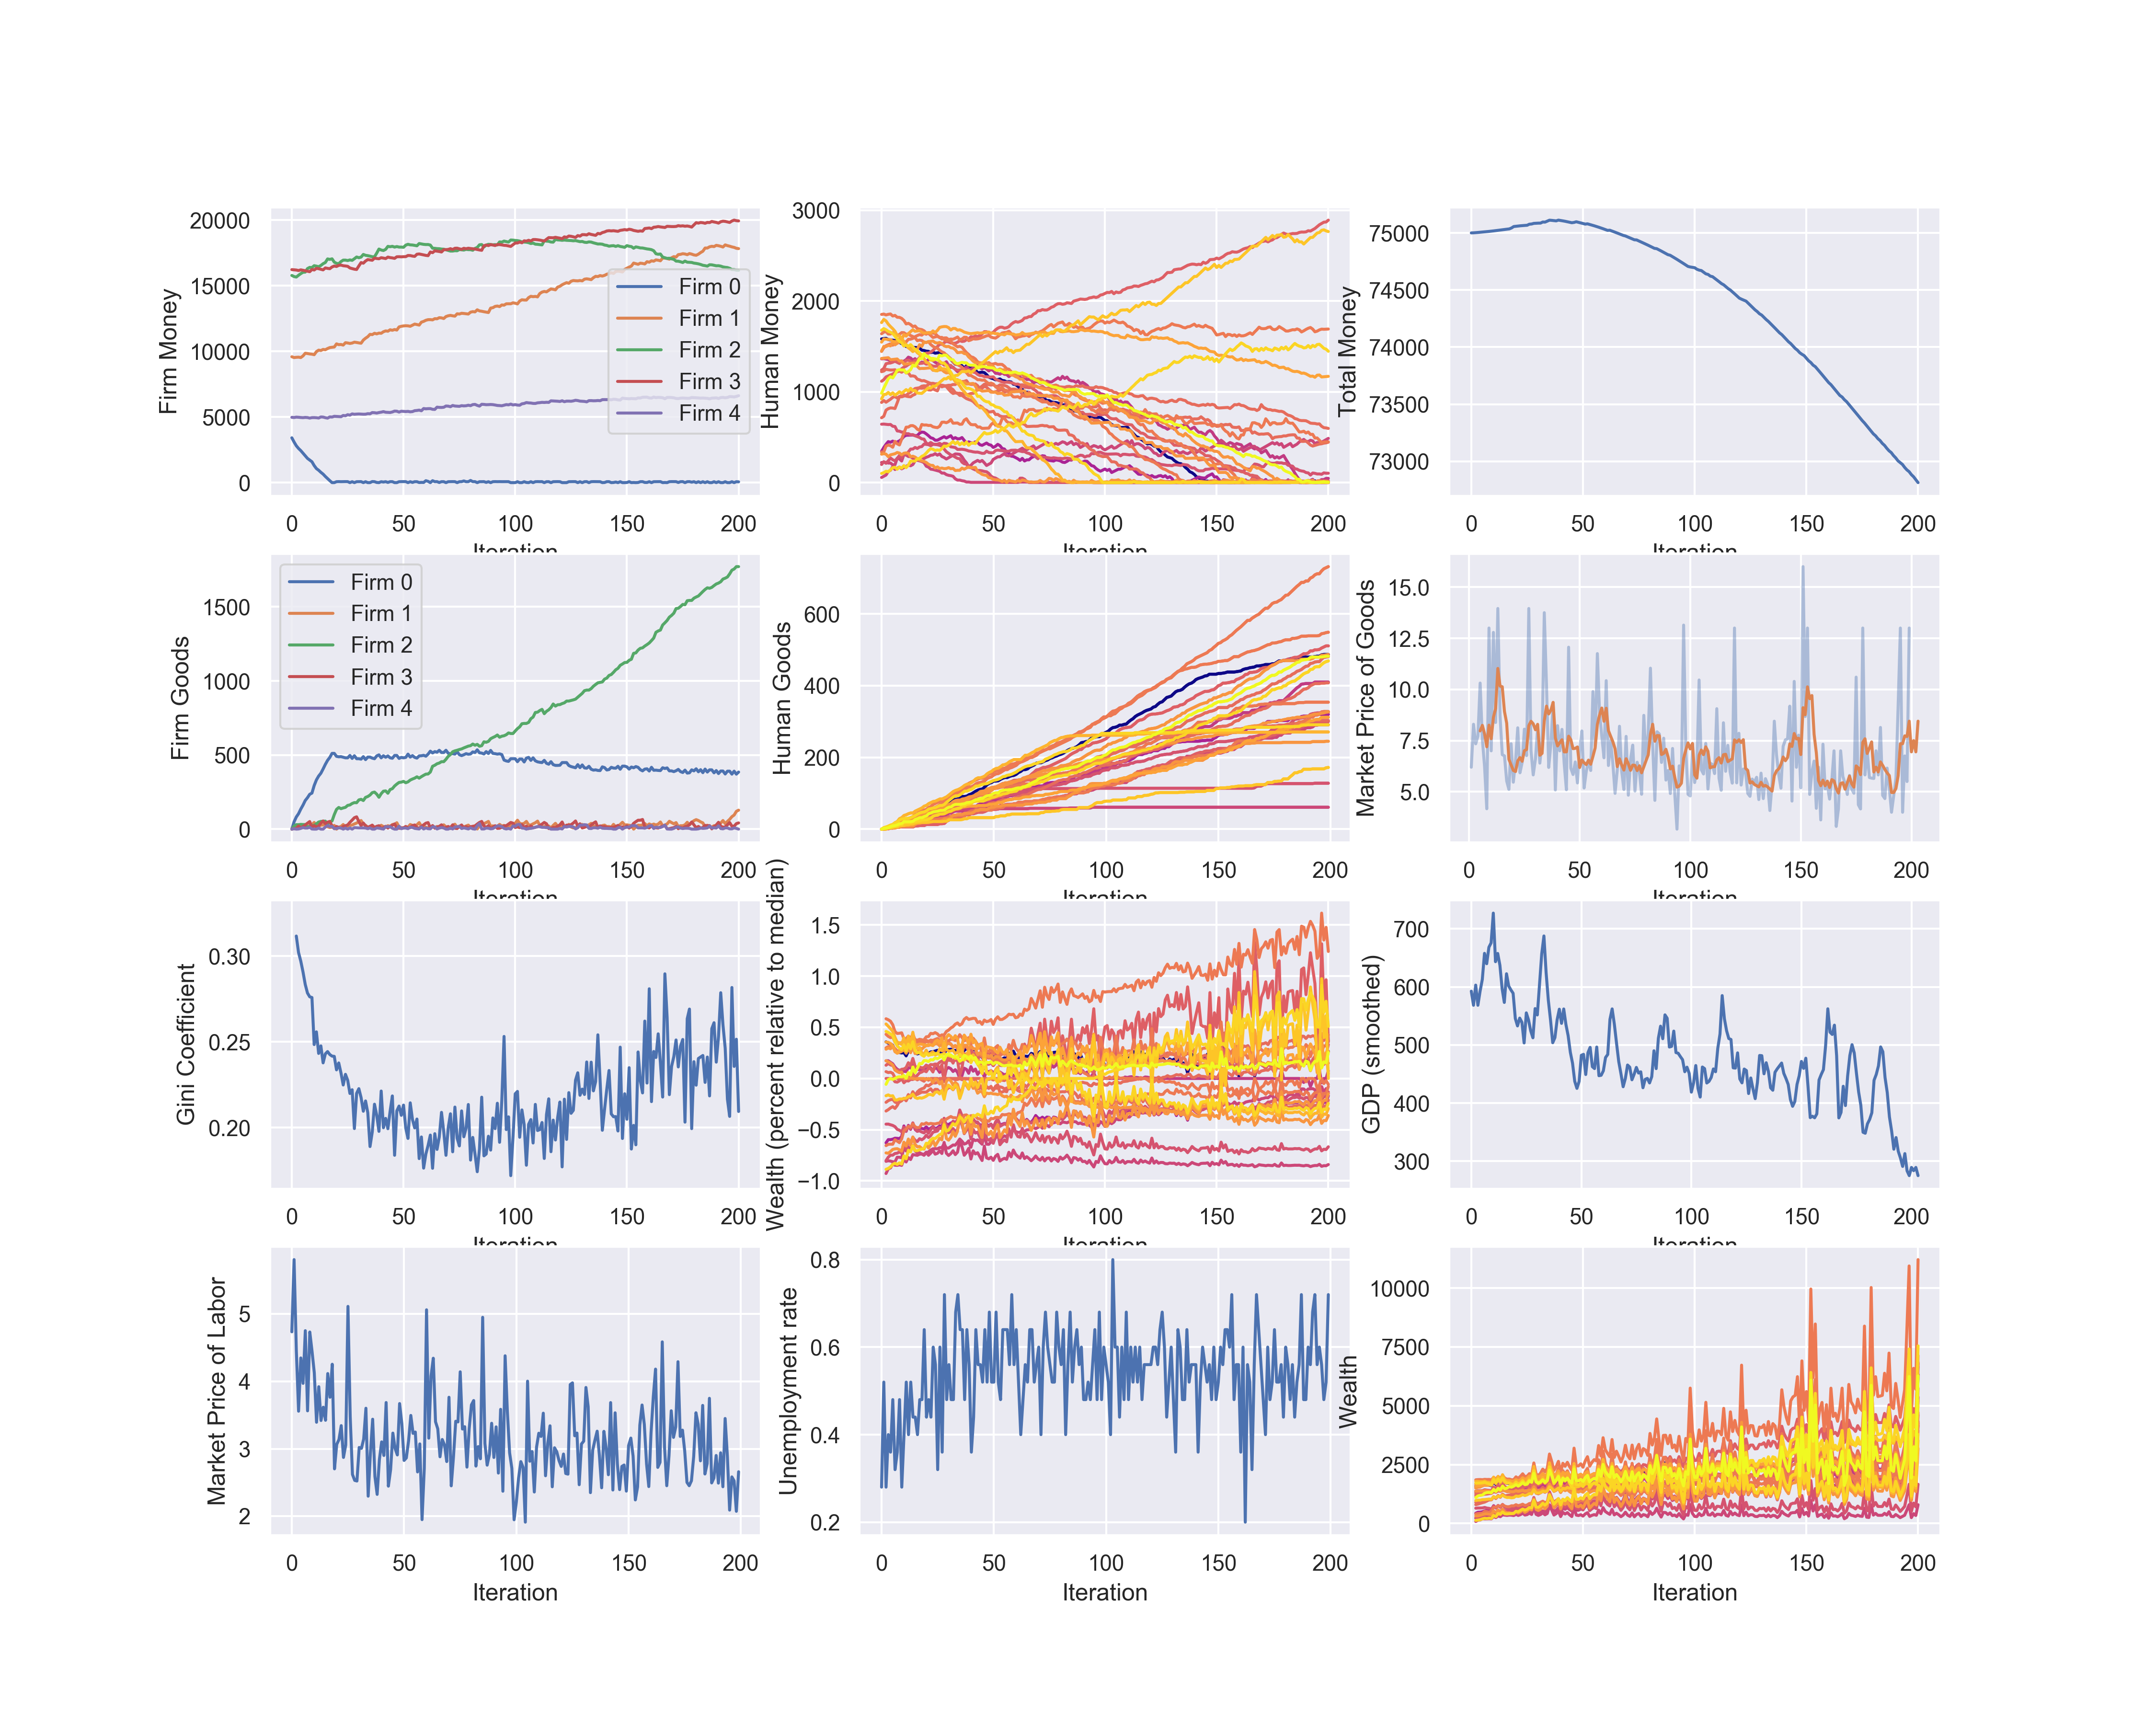 Firm Money
20000
15000
10000
5000
0
0 50 100 150 200
Iteration
Firm 0
Firm 1
Firm 2
Firm 3
Firm 4
Human Money
3000
2000
1000
0
0 50 100 150 200
Iteration
Total Money
75000
74500
74000
73500
73000
0 50 100 150 200
Iteration
Firm Goods
1500
1000
500
0
0 50 100 150 200
Iteration
Firm 0
Firm 1
Firm 2
Firm 3
Firm 4
Human Goods
600
400
200
0
0 50 100 150 200
Iteration
Market Price of Goods
15.0
12.5
10.0
7.5
5.0
0 50 100 150 200
Iteration
Gini Coefficient
0.30
0.25
0.20
0 50 100 150 200
Iteration
Wealth (percent relative to median)
1.5
1.0
0.5
0.0
−0.5
−1.0
0 50 100 150 200
Iteration
GDP (smoothed)
700
600
500
400
300
0 50 100 150 200
Iteration
Market Price of Labor
5
4
3
2
0 50 100 150 200
Iteration
Unemployment rate
0.8
0.6
0.4
0.2
0 50 100 150 200
Iteration
Wealth
10000
7500
5000
2500
0
0 50 100 150 200
Iteration